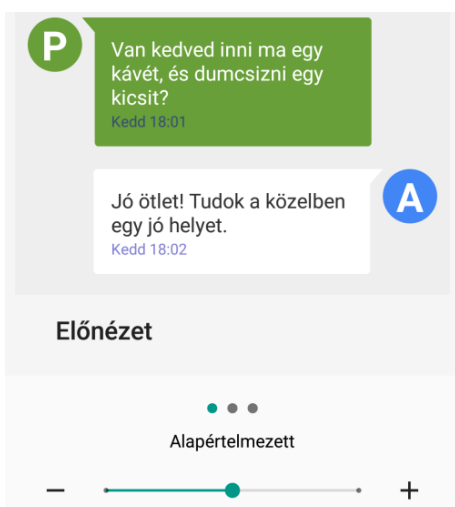 P
Van kedved inni ma egy
kávét, és dumcsizni egy
kicsit?
Kedd 18:01
Jó ötlet! Tudok a közelben
egy jó helyet.
Kedd 18:02
A
Előnézet
Alapértelmezett